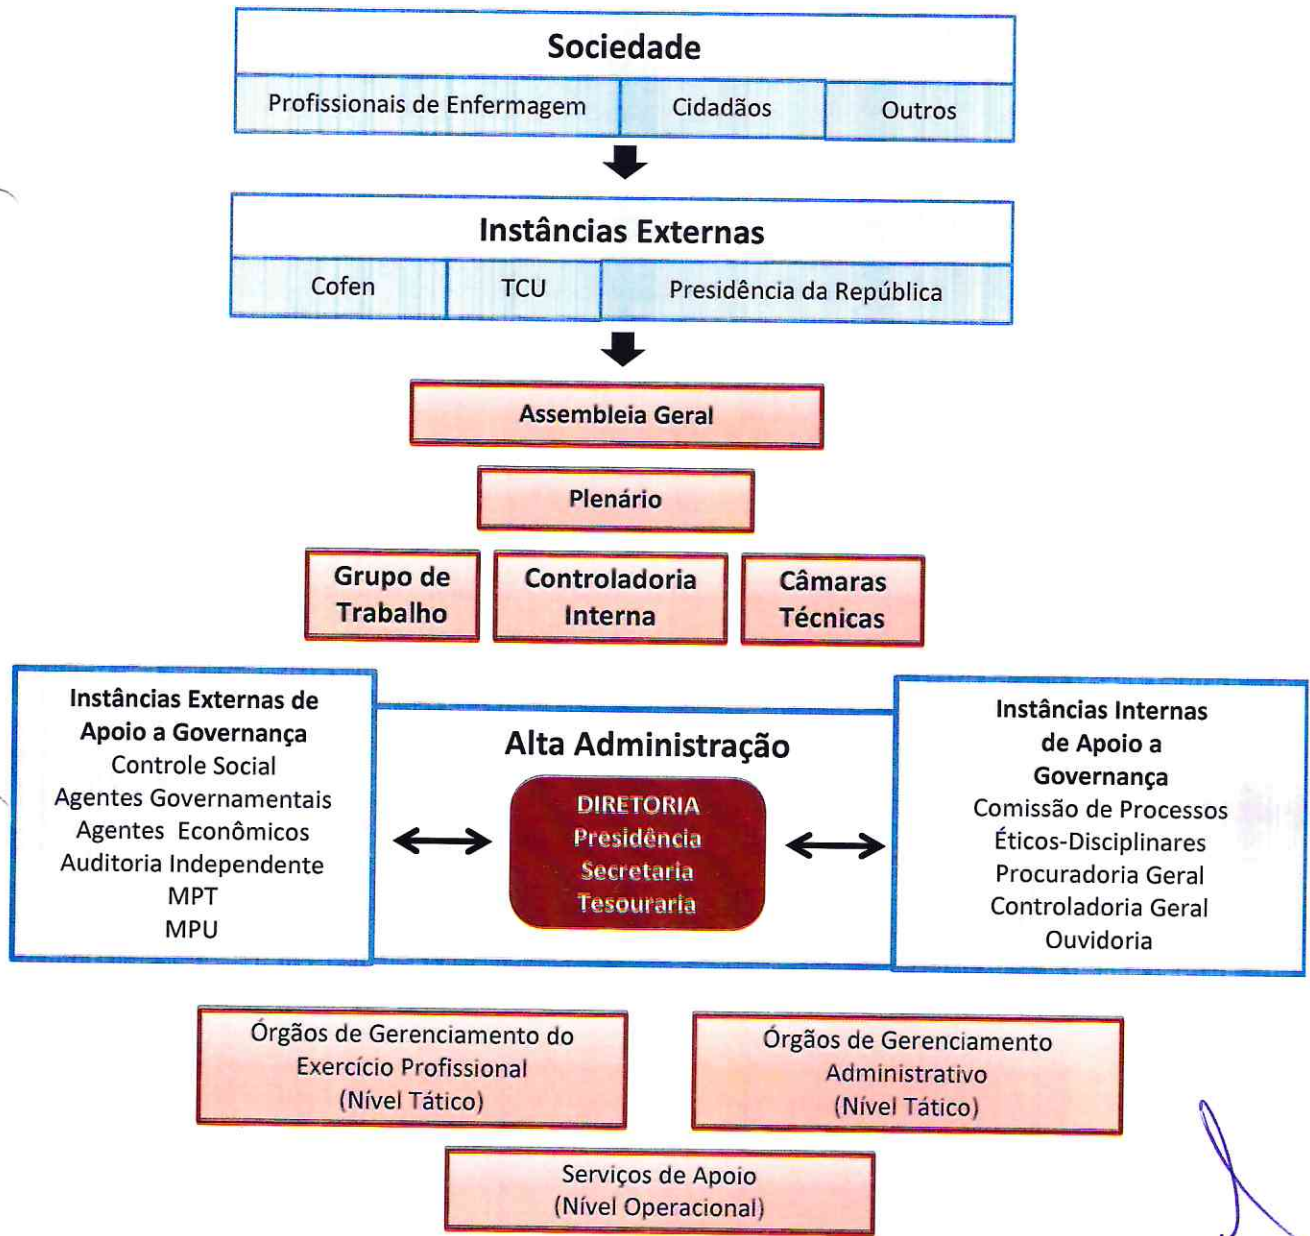 Sociedade
Profissionais de Enfermagem
Cidadãos
Outros
Instâncias Externas
Cofen
TCU
Presidência da República
Assembleia Geral
Plenário
Grupo de
Trabalho
Controladoria
Interna
Câmaras
Técnicas
Instâncias Externas de
Apoio a Governança
Controle Social
Agentes Governamentais
Agentes Econômicos
Auditoria Independente
MPT
MPU
Alta Administração
DIRETORIA
Presidência
Secretaria
Tesouraria
Instâncias Internas
de Apoio a
Governança
Comissão de Processos
Éticos-Disciplinares
Procuradoria Geral
Controladoria Geral
Ouvidoria
Órgãos de Gerenciamento do
Exercício Profissional
(Nível Tático)
Órgãos de Gerenciamento
Administrativo
(Nível Tático)
Serviços de Apoio
(Nível Operacional)